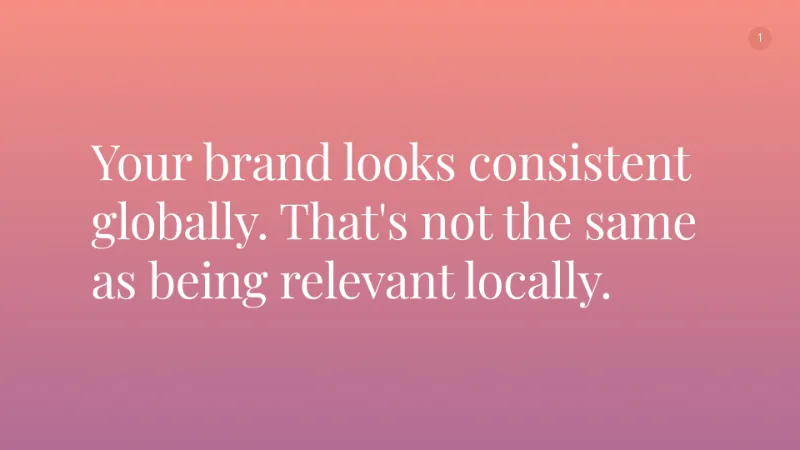 1
Your brand looks consistent
globally. That's not the same
as being relevant locally.